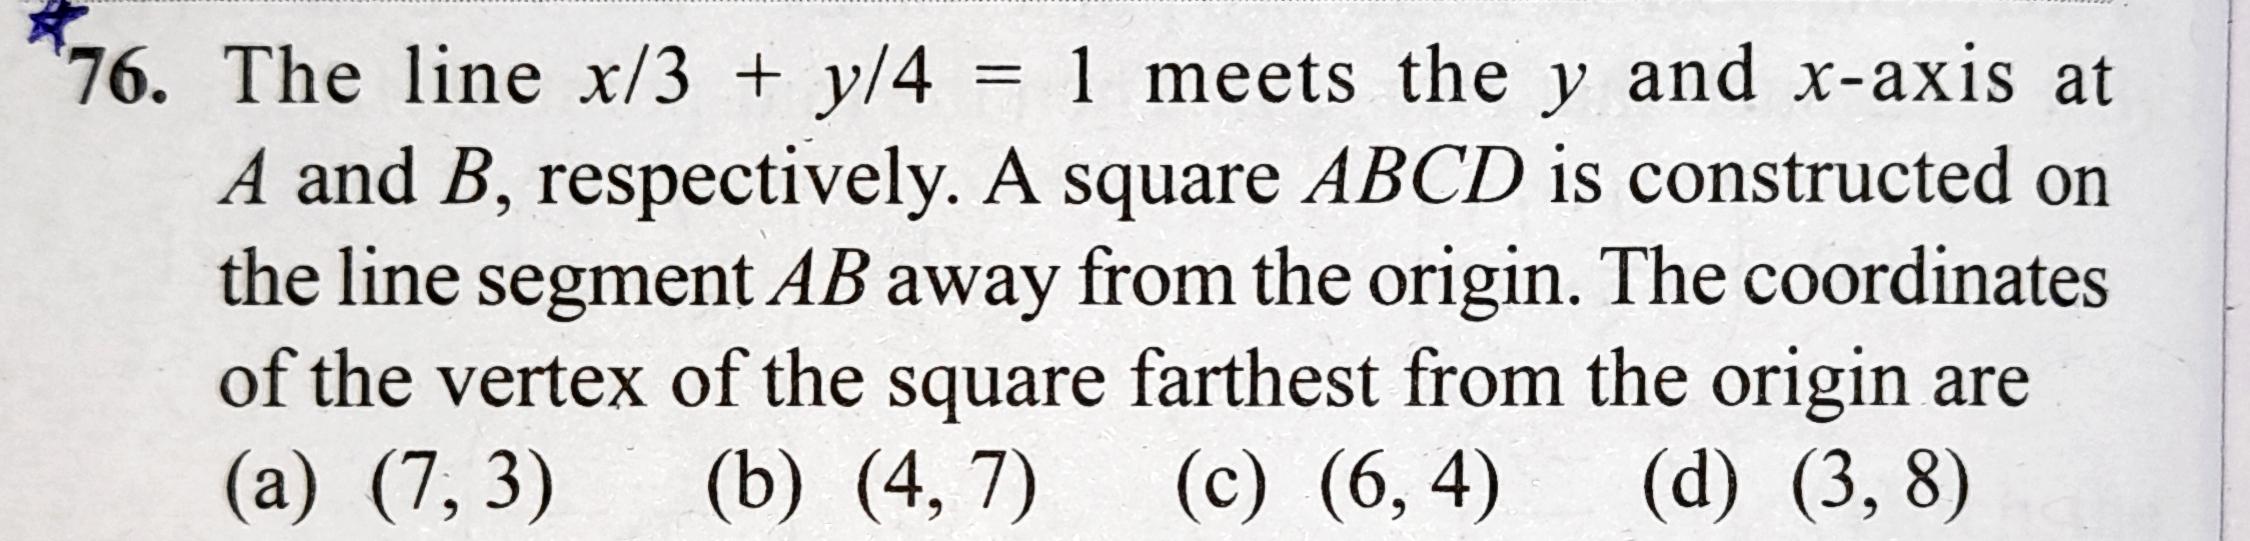 76. The line x/3 + y/4 = 1 meets the y and x-axis at
A and B, respectively. A square ABCD is constructed on
the line segment AB away from the origin. The coordinates
of the vertex of the square farthest from the origin are
(a) (7, 3) (b) (4, 7) (c) (6, 4) (d) (3, 8)